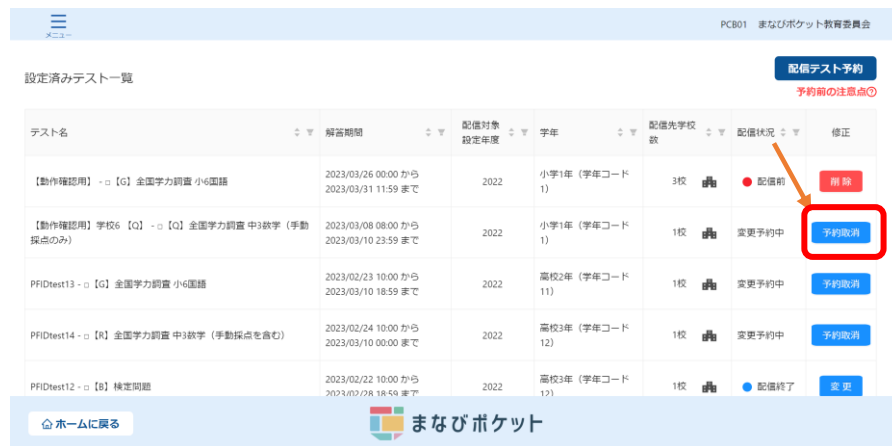 メニュー
PCB01 まなびポケット教育委員会
設定済みテスト一覧
配信テスト予約
予約前の注意点?
テスト名 解答期間 配信対象設定年度 学年 配信先学校数 配信状況 修正
【動作確認用】 - □【G】全国学力調査 小6国語
2023/03/26 00:00 から
2023/03/31 11:59 まで
2022
小学1年（学年コード
1）
3校
配信前
削 除
【動作確認用】学校6 【Q】 - □【Q】全国学力調査 中3数学（手動
採点のみ）
2023/03/08 08:00 から
2023/03/10 23:59 まで
2022
小学1年（学年コード
1）
1校
変更予約中
予約取消
PFIDtest13 - □【G】全国学力調査 小6国語
2023/02/23 10:00 から
2023/03/10 18:59 まで
2022
高校2年（学年コード
11）
1校
変更予約中
予約取消
PFIDtest14 - □【R】全国学力調査 中3数学（手動採点を含む）
2023/02/24 10:00 から
2023/03/10 00:00 まで
2022
高校3年（学年コード
12）
1校
変更予約中
予約取消
PFIDtest12 - □【B】検定問題
2023/02/22 10:00 から
2023/02/28 18:59 まで
2022
高校3年（学年コード
12）
1校
配信終了
変 更
ホームに戻る
まなびポケット